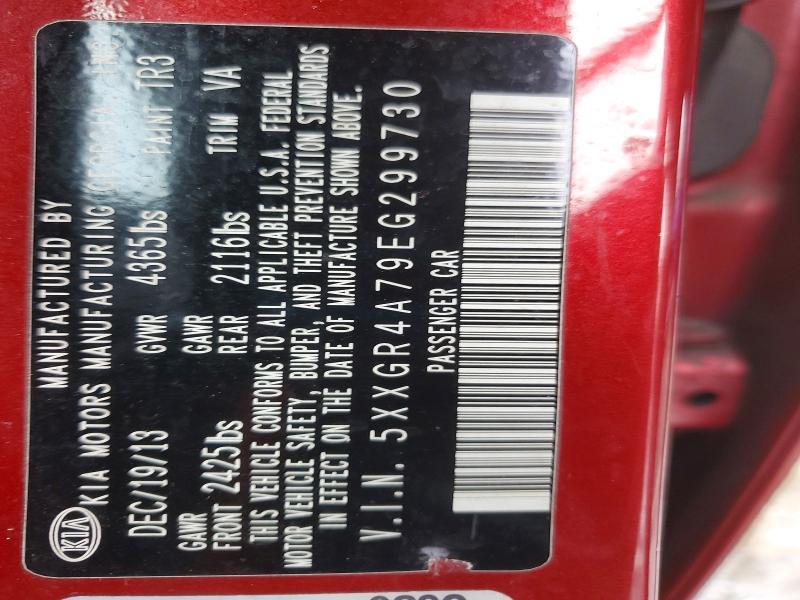 MANUFACTURED BY
KIA KIA MOTORS MANUFACTURING GEORGIA, INC.
DEC/19/13 GVWR 4365lbs PAINT TR3
GAWR GAWR
FRONT 2425lbs REAR 2116lbs TRIM VA
THIS VEHICLE CONFORMS TO ALL APPLICABLE U.S.A. FEDERAL
MOTOR VEHICLE SAFETY, BUMPER, AND THEFT PREVENTION STANDARDS
IN EFFECT ON THE DATE OF MANUFACTURE SHOWN ABOVE.
V.I.N. 5XXGR4A79EG299730
PASSENGER CAR